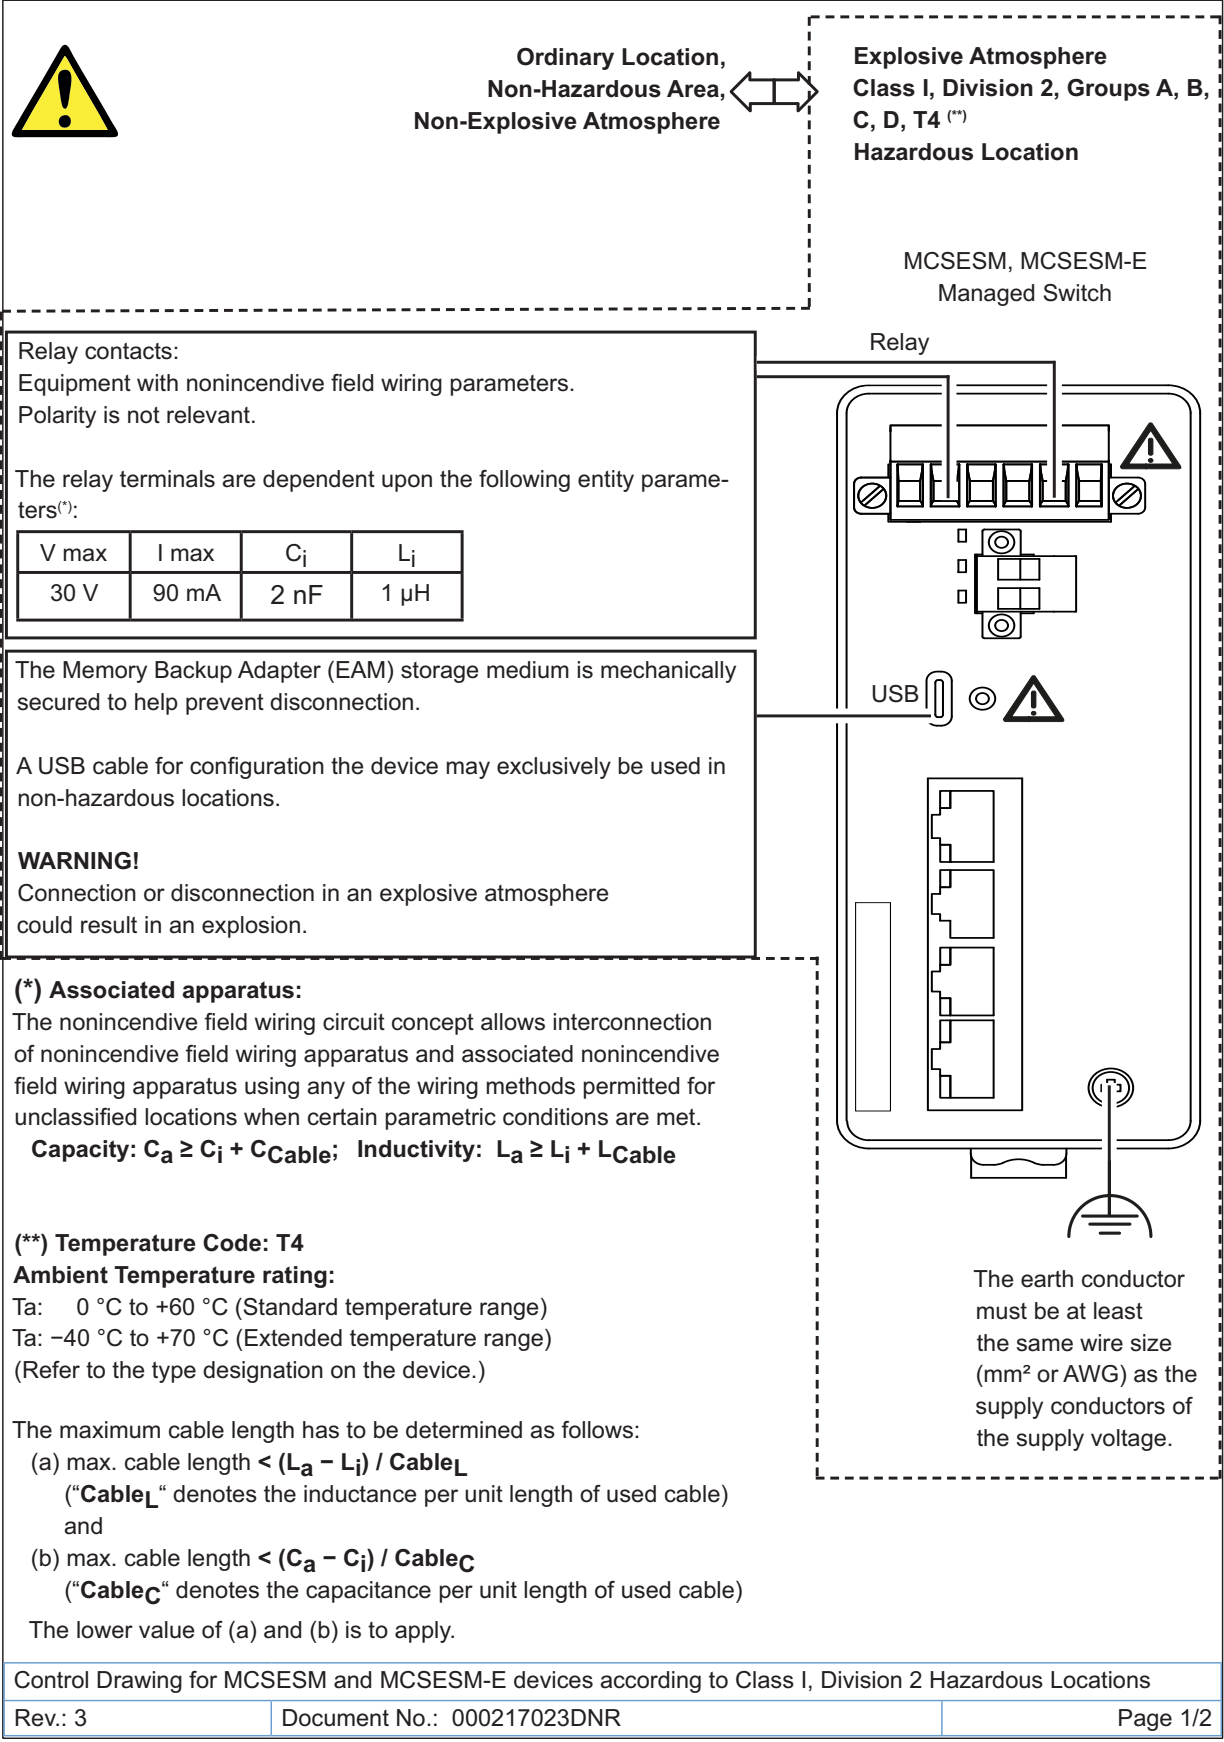 Ordinary Location,
Non-Hazardous Area,
Non-Explosive Atmosphere
Explosive Atmosphere
Class I, Division 2, Groups A, B,
C, D, T4 (**)
Hazardous Location
MCSESM, MCSESM-E
Managed Switch
Relay
Relay contacts:
Equipment with nonincendive field wiring parameters.
Polarity is not relevant.
The relay terminals are dependent upon the following entity parame-
ters(*):
V max I max Ci Li
30 V 90 mA 2 nF 1 µH
The Memory Backup Adapter (EAM) storage medium is mechanically
secured to help prevent disconnection.
A USB cable for configuration the device may exclusively be used in
non-hazardous locations.
WARNING!
Connection or disconnection in an explosive atmosphere
could result in an explosion.
USB
(*) Associated apparatus:
The nonincendive field wiring circuit concept allows interconnection
of nonincendive field wiring apparatus and associated nonincendive
field wiring apparatus using any of the wiring methods permitted for
unclassified locations when certain parametric conditions are met.
Capacity: Ca ≥ Ci + CCable; Inductivity: La ≥ Li + LCable
(**) Temperature Code: T4
Ambient Temperature rating:
Ta: 0 °C to +60 °C (Standard temperature range)
Ta: −40 °C to +70 °C (Extended temperature range)
(Refer to the type designation on the device.)
The maximum cable length has to be determined as follows:
(a) max. cable length < (La − Li) / CableL
(“CableL“ denotes the inductance per unit length of used cable)
and
(b) max. cable length < (Ca − Ci) / CableC
(“CableC“ denotes the capacitance per unit length of used cable)
The lower value of (a) and (b) is to apply.
The earth conductor
must be at least
the same wire size
(mm² or AWG) as the
supply conductors of
the supply voltage.
Control Drawing for MCSESM and MCSESM-E devices according to Class I, Division 2 Hazardous Locations
Rev.: 3 Document No.: 000217023DNR Page 1/2